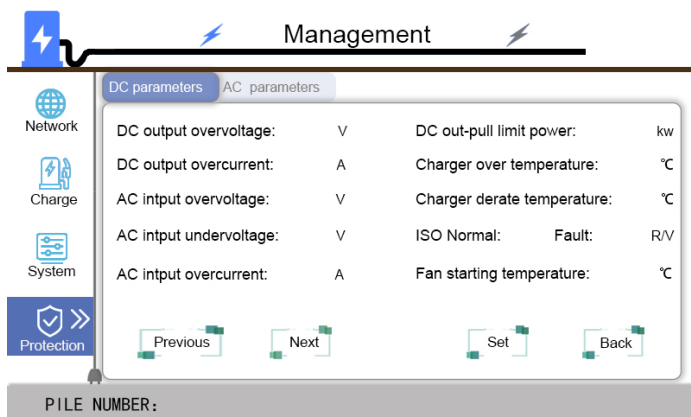 Management
DC parameters AC parameters
Network
Charge
System
Protection
DC output overvoltage: V DC out-pull limit power: kw
DC output overcurrent: A Charger over temperature: ℃
AC intput overvoltage: V Charger derate temperature: ℃
AC intput undervoltage: V ISO Normal: Fault: R/V
AC intput overcurrent: A Fan starting temperature: ℃
Previous Next Set Back
PILE NUMBER: